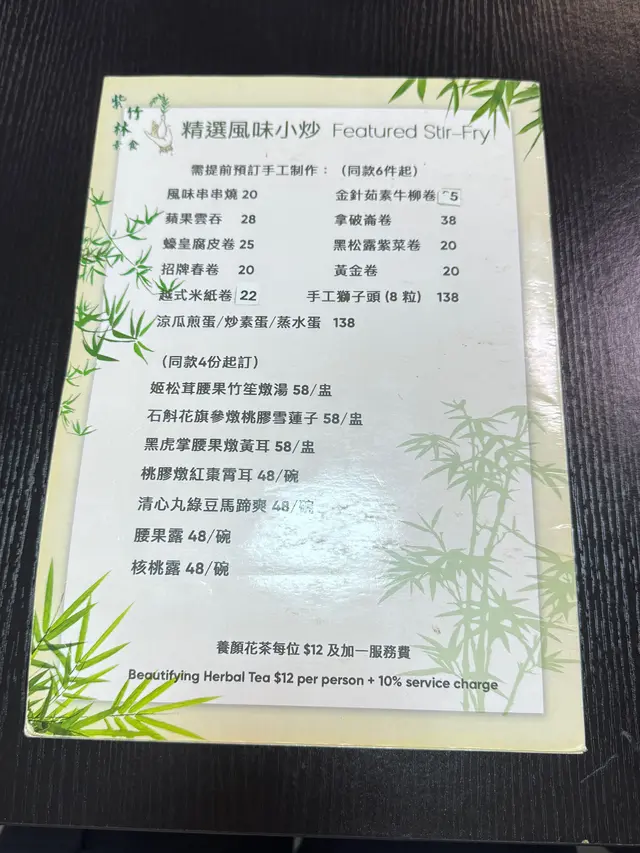 紫竹林
素食
精選風味小炒 Featured Stir-Fry
需提前預訂手工制作：（同款6件起）
風味串串燒 20 金針茹素牛柳卷 5
蘋果雲吞 28 拿破崙卷 38
蠔皇腐皮卷 25 黑松露紫菜卷 20
招牌春卷 20 黃金卷 20
越式米紙卷 22 手工獅子頭 (8 粒) 138
涼瓜煎蛋/炒素蛋/蒸水蛋 138
（同款4份起訂）
姬松茸腰果竹笙燉湯 58/盅
石斛花旗參燉桃膠雪蓮子 58/盅
黑虎掌腰果燉黃耳 58/盅
桃膠燉紅棗霄耳 48/碗
清心丸綠豆馬蹄爽 48/碗
腰果露 48/碗
核桃露 48/碗
養顏花茶每位 $12 及加一服務費
Beautifying Herbal Tea $12 per person + 10% service charge